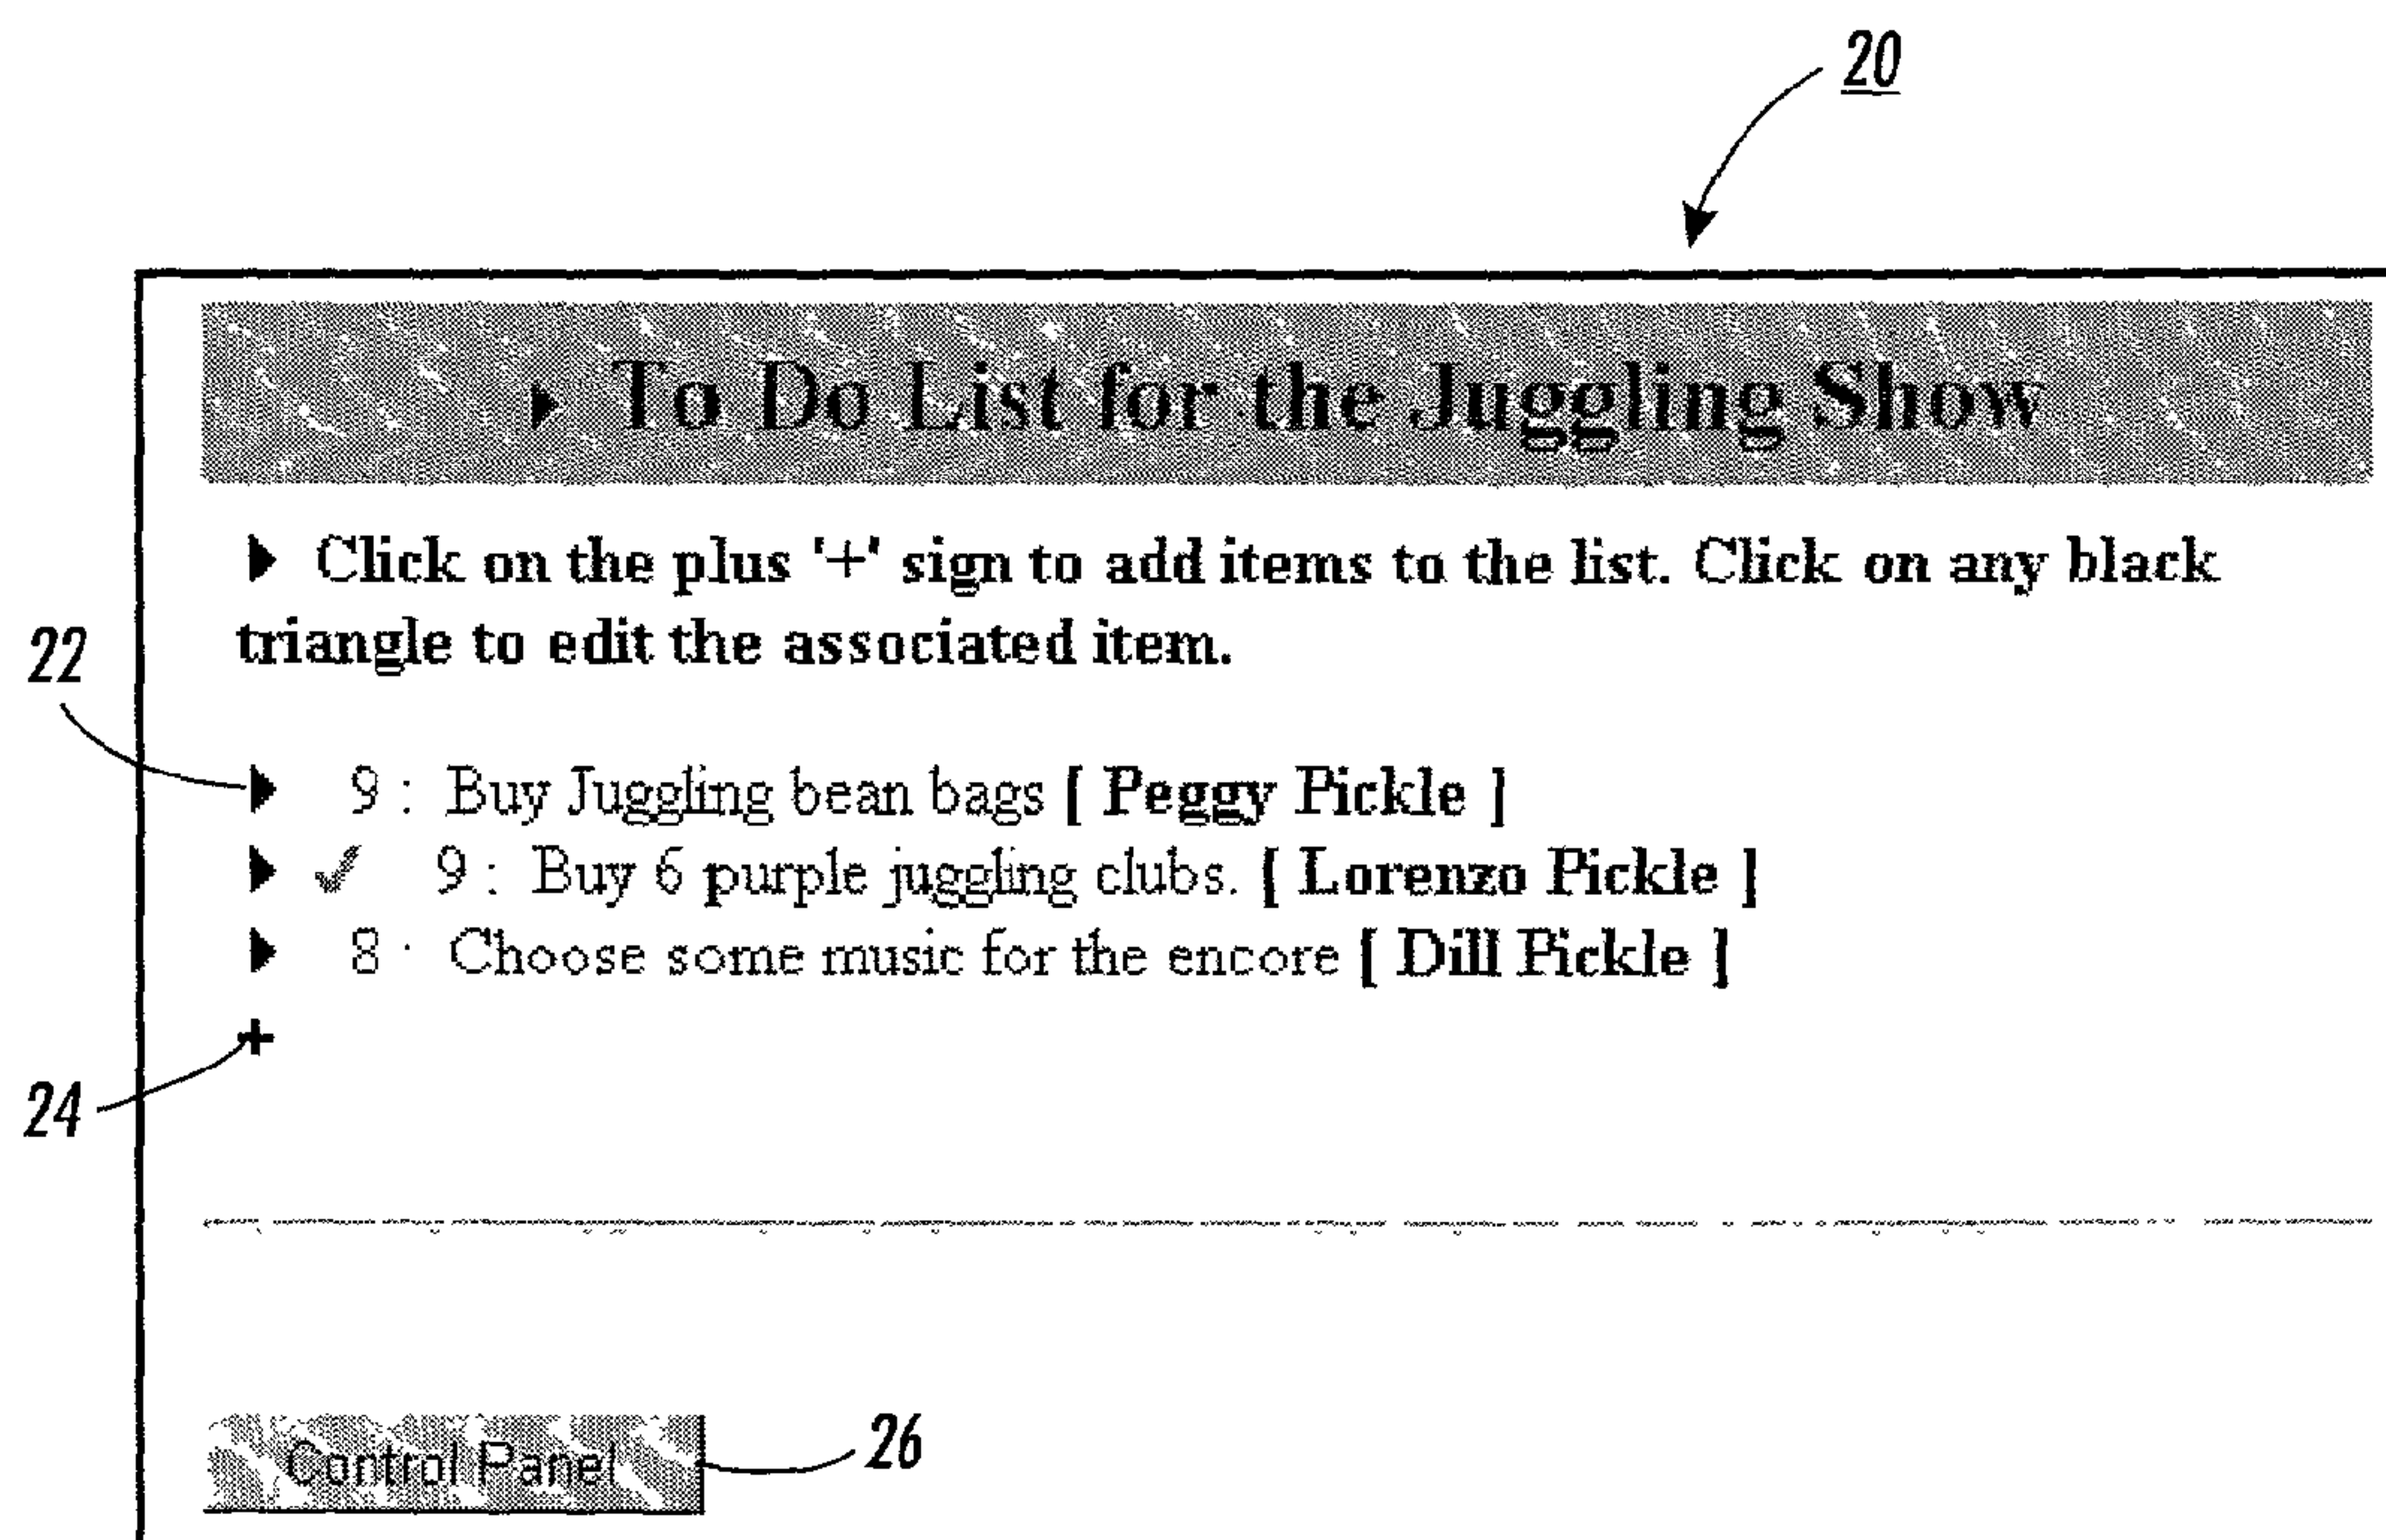 20
▶ To Do List for the Juggling Show
▶ Click on the plus '+' sign to add items to the list. Click on any black
triangle to edit the associated item.
22
▶ 9 : Buy Juggling bean bags [ Peggy Pickle ]
▶ ✓ 9 : Buy 6 purple juggling clubs. [ Lorenzo Pickle ]
▶ 8 : Choose some music for the encore [ Dill Pickle ]
+
24
Control Panel
26